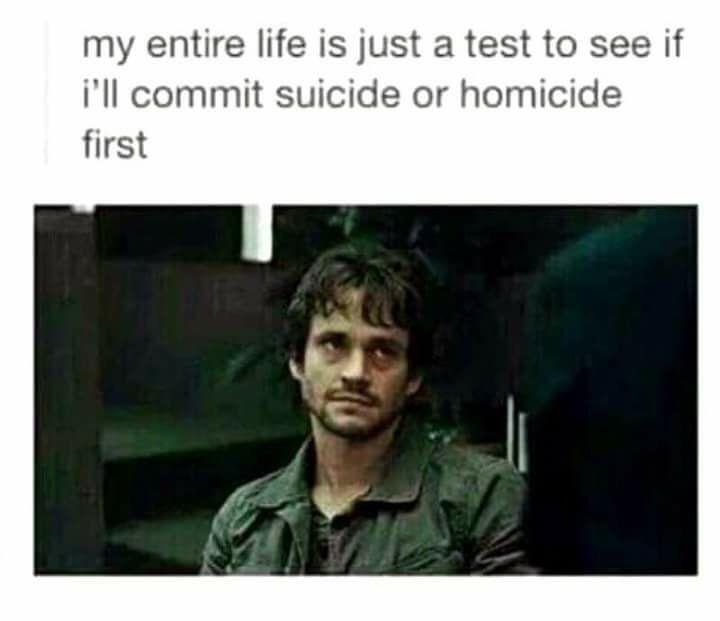 my entire life is just a test to see if
i'll commit suicide or homicide
first